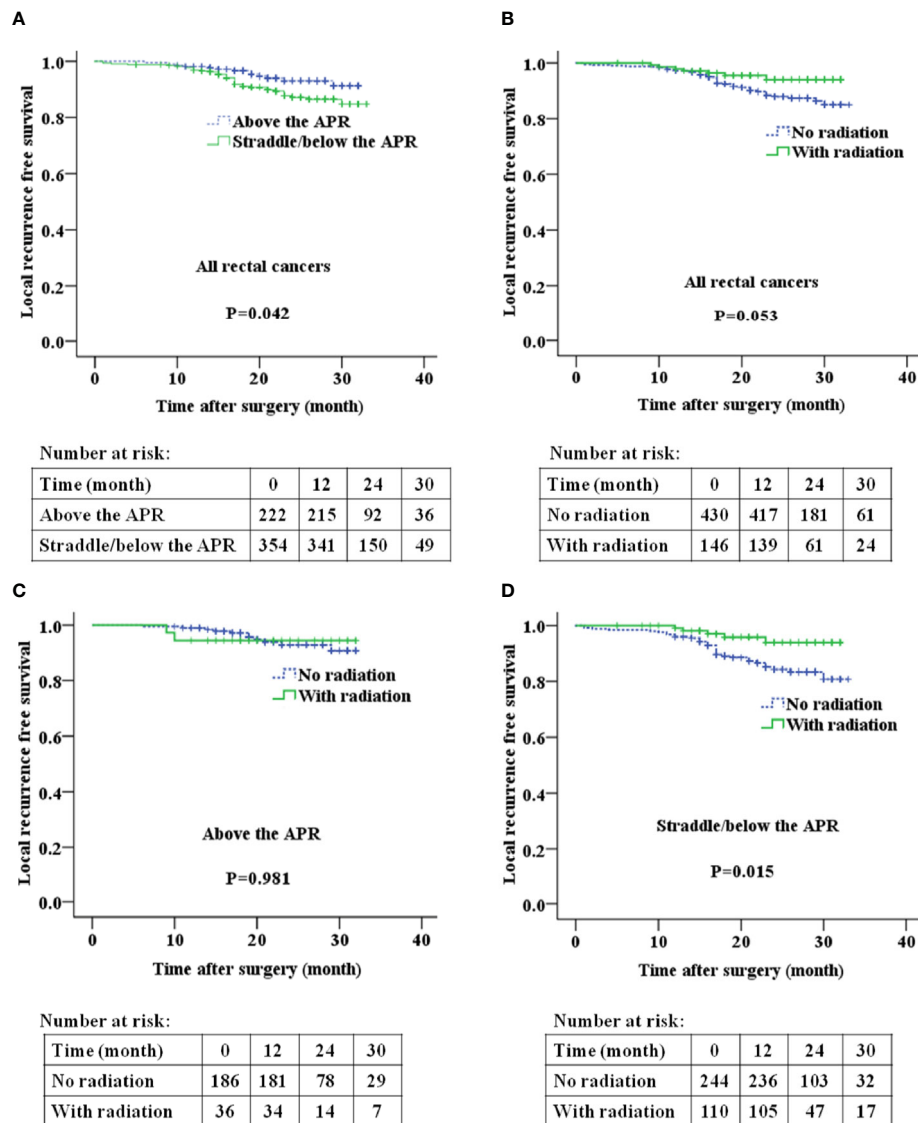 A
Local recurrence free survival
1.0
0.8
0.6
0.4
0.2
0.0
Above the APR
Straddle/below the APR
All rectal cancers
P=0.042
0 10 20 30 40
Time after surgery (month)
Number at risk:
Time (month) 0 12 24 30
Above the APR 222 215 92 36
Straddle/below the APR 354 341 150 49
B
Local recurrence free survival
1.0
0.8
0.6
0.4
0.2
0.0
No radiation
With radiation
All rectal cancers
P=0.053
0 10 20 30 40
Time after surgery (month)
Number at risk:
Time (month) 0 12 24 30
No radiation 430 417 181 61
With radiation 146 139 61 24
C
Local recurrence free survival
1.0
0.8
0.6
0.4
0.2
0.0
No radiation
With radiation
Above the APR
P=0.981
0 10 20 30 40
Time after surgery (month)
Number at risk:
Time (month) 0 12 24 30
No radiation 186 181 78 29
With radiation 36 34 14 7
D
Local recurrence free survival
1.0
0.8
0.6
0.4
0.2
0.0
No radiation
With radiation
Straddle/below the APR
P=0.015
0 10 20 30 40
Time after surgery (month)
Number at risk:
Time (month) 0 12 24 30
No radiation 244 236 103 32
With radiation 110 105 47 17